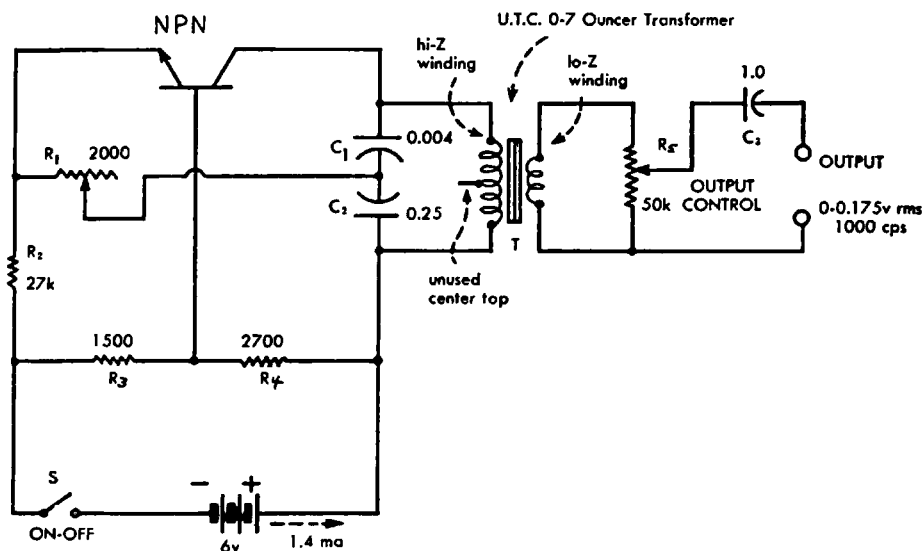 NPN
U.T.C. 0-7 Ouncer Transformer
hi-Z
winding
lo-Z
winding
1.0
C3
R1
2000
C1
0.004
C2
0.25
R5
50k
OUTPUT
CONTROL
OUTPUT
0-0.175v rms
1000 cps
T
unused
center top
R2
27k
1500
R3
2700
R4
S
ON-OFF
-
+
6v
1.4 ma